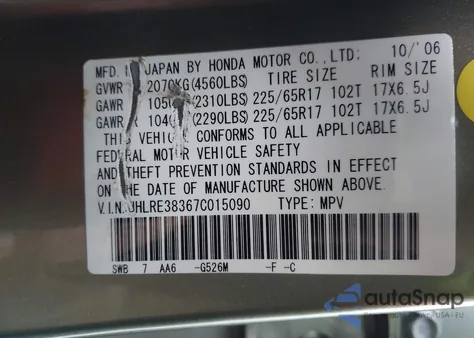 MFD. I JAPAN BY HONDA MOTOR CO., LTD: 10/'06
GVWR 2070KG(4560LBS) TIRE SIZE RIM SIZE
GAWR 105 (2310LBS) 225/65R17 102T 17X6.5J
GAWR 104 (2290LBS) 225/65R17 102T 17X6.5J
THIS VEHICLE CONFORMS TO ALL APPLICABLE
FEDERAL MOTOR VEHICLE SAFETY
AND THEFT PREVENTION STANDARDS IN EFFECT
ON THE DATE OF MANUFACTURE SHOWN ABOVE.
V.I.N. JHLRE38367C015090 TYPE: MPV
SWB 7 AA6 -G526M -F -C
autoSnap